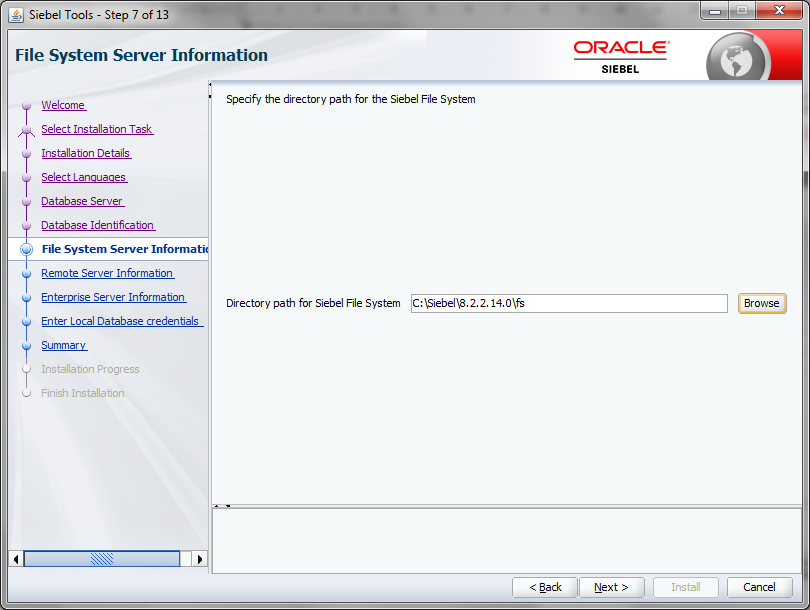 Siebel Tools - Step 7 of 13
File System Server Information
ORACLE®
SIEBEL
Welcome
Select Installation Task
Installation Details
Select Languages
Database Server
Database Identification
File System Server Informatio
Remote Server Information
Enterprise Server Information
Enter Local Database credentials
Summary
Installation Progress
Finish Installation
Specify the directory path for the Siebel File System
Directory path for Siebel File System C:\Siebel\8.2.2.14.0\fs Browse
< Back Next > Install Cancel